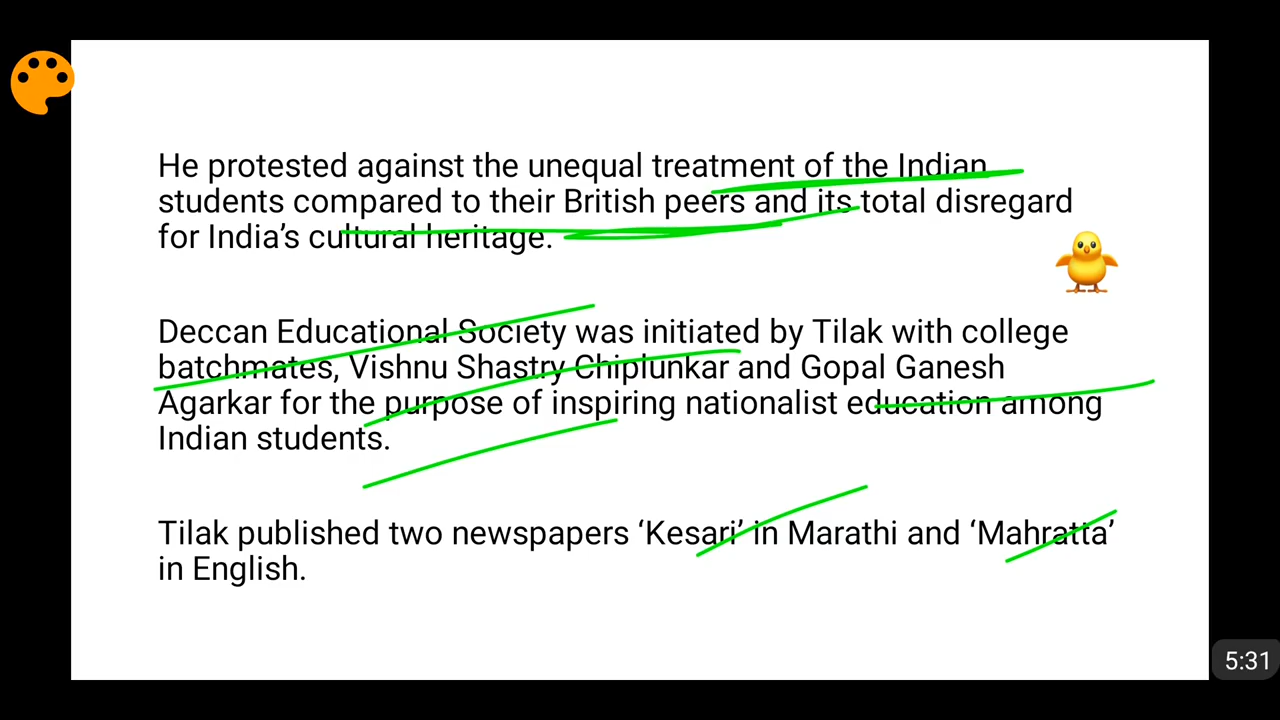 He protested against the unequal treatment of the Indian
students compared to their British peers and its total disregard
for India’s cultural heritage.
Deccan Educational Society was initiated by Tilak with college
batchmates, Vishnu Shastry Chiplunkar and Gopal Ganesh
Agarkar for the purpose of inspiring nationalist education among
Indian students.
Tilak published two newspapers ‘Kesari’ in Marathi and ‘Mahratta’
in English.
5:31